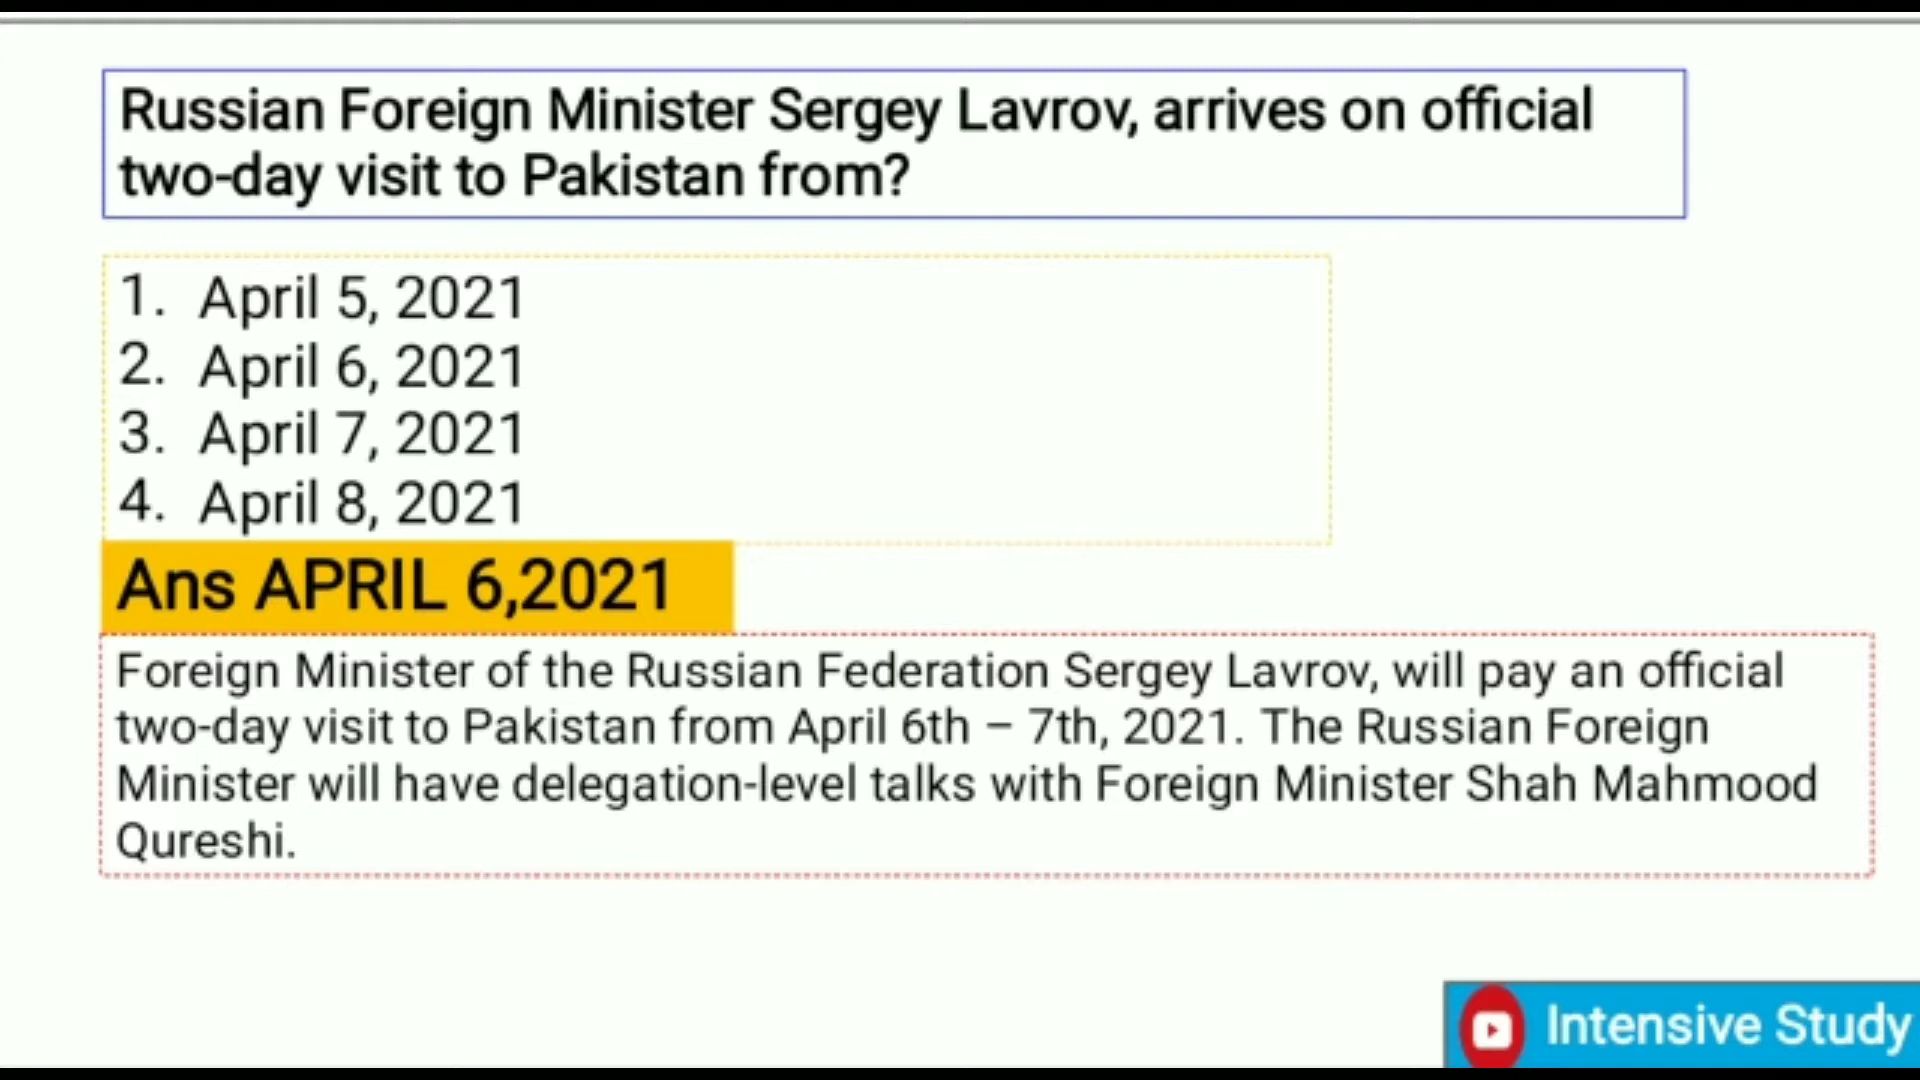 Russian Foreign Minister Sergey Lavrov, arrives on official
two-day visit to Pakistan from?
1. April 5, 2021
2. April 6, 2021
3. April 7, 2021
4. April 8, 2021
Ans APRIL 6,2021
Foreign Minister of the Russian Federation Sergey Lavrov, will pay an official
two-day visit to Pakistan from April 6th – 7th, 2021. The Russian Foreign
Minister will have delegation-level talks with Foreign Minister Shah Mahmood
Qureshi.
Intensive Study